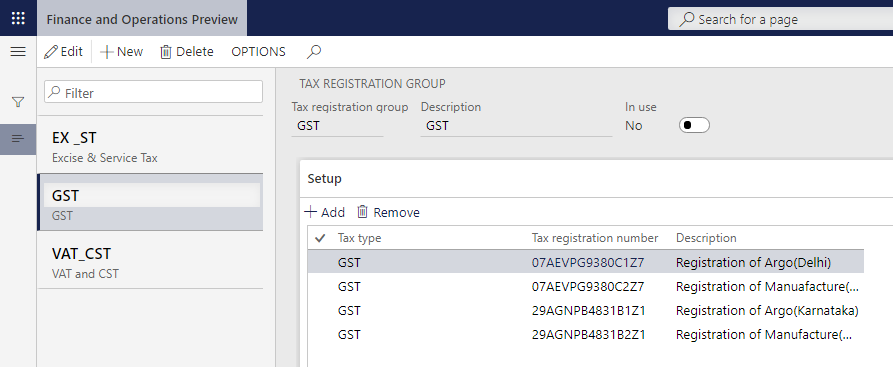 Finance and Operations Preview
Search for a page
Edit New Delete OPTIONS
Filter
EX _ST
Excise & Service Tax
GST
GST
VAT_CST
VAT and CST
TAX REGISTRATION GROUP
Tax registration group Description In use
GST GST No
Setup
Add Remove
Tax type Tax registration number Description
GST 07AEVPG9380C1Z7 Registration of Argo(Delhi)
GST 07AEVPG9380C2Z7 Registration of Manuafacture(...
GST 29AGNPB4831B1Z1 Registration of Argo(Karnataka)
GST 29AGNPB4831B2Z1 Registration of Manufacture(...